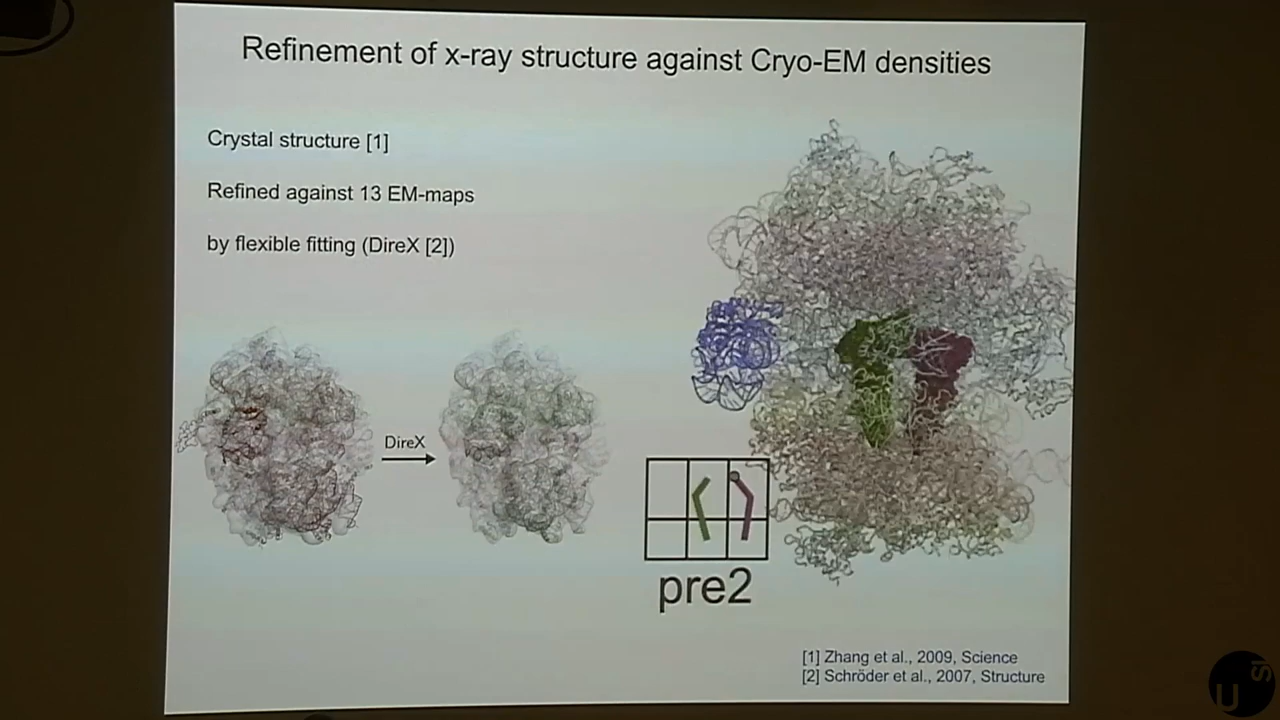 Refinement of x-ray structure against Cryo-EM densities
Crystal structure [1]
Refined against 13 EM-maps
by flexible fitting (DireX [2])
DireX
pre2
[1] Zhang et al., 2009, Science
[2] Schröder et al., 2007, Structure
U
SI